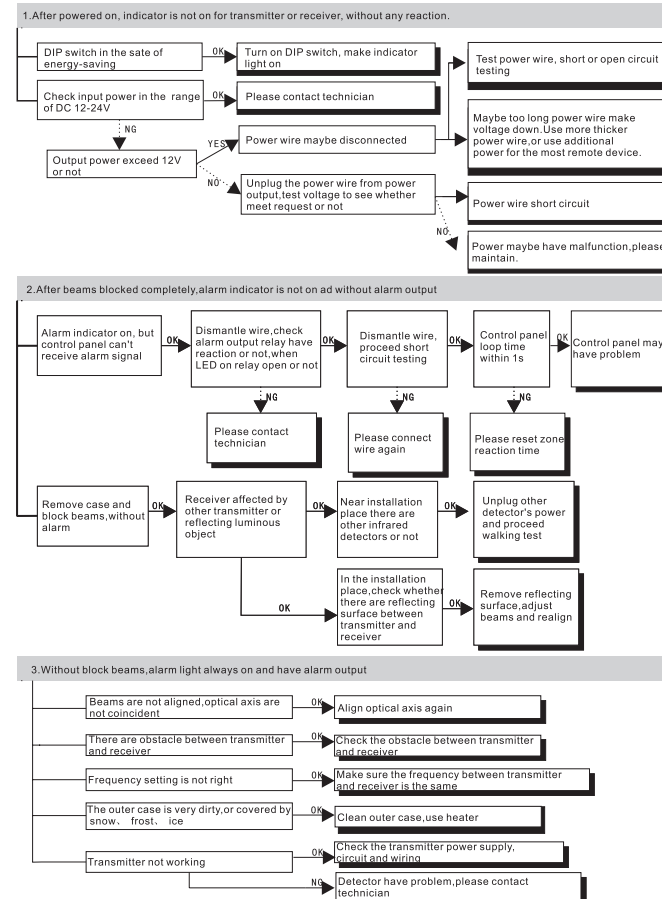 1.After powered on, indicator is not on for transmitter or receiver, without any reaction.
DIP switch in the sate of
energy-saving
OK
Turn on DIP switch, make indicator
light on
Test power wire, short or open circuit
testing
Check input power in the range
of DC 12-24V
OK
Please contact technician
NG
Maybe too long power wire make
voltage down.Use more thicker
power wire,or use additional
power for the most remote device.
Output power exceed 12V
or not
YES
Power wire maybe disconnected
NO
Unplug the power wire from power
output,test voltage to see whether
meet request or not
Power wire short circuit
NO
Power maybe have malfunction,please
maintain.
2.After beams blocked completely,alarm indicator is not on ad without alarm output
Alarm indicator on, but
control panel can't
receive alarm signal
OK
Dismantle wire,check
alarm output relay have
reaction or not,when
LED on relay open or not
OK
Dismantle wire,
proceed short
circuit testing
OK
Control panel
loop time
within 1s
OK
Control panel may
have problem
NG
NG
NG
Please contact
technician
Please connect
wire again
Please reset zone
reaction time
Remove case and
block beams,without
alarm
OK
Receiver affected by
other transmitter or
reflecting luminous
object
OK
Near installation
place there are
other infrared
detectors or not
OK
Unplug other
detector's power
and proceed
walking test
OK
In the installation
place,check whether
there are reflecting
surface between
transmitter and
receiver
OK
Remove reflecting
surface,adjust
beams and realign
3.Without block beams,alarm light always on and have alarm output
Beams are not aligned,optical axis are
not coincident
OK
Align optical axis again
There are obstacle between transmitter
and receiver
OK
Check the obstacle between transmitter
and receiver
Frequency setting is not right
OK
Make sure the frequency between transmitter
and receiver is the same
The outer case is very dirty,or covered by
snow、 frost、 ice
OK
Clean outer case,use heater
Transmitter not working
OK
Check the transmitter power supply,
circuit and wiring
NG
Detector have problem,please contact
technician